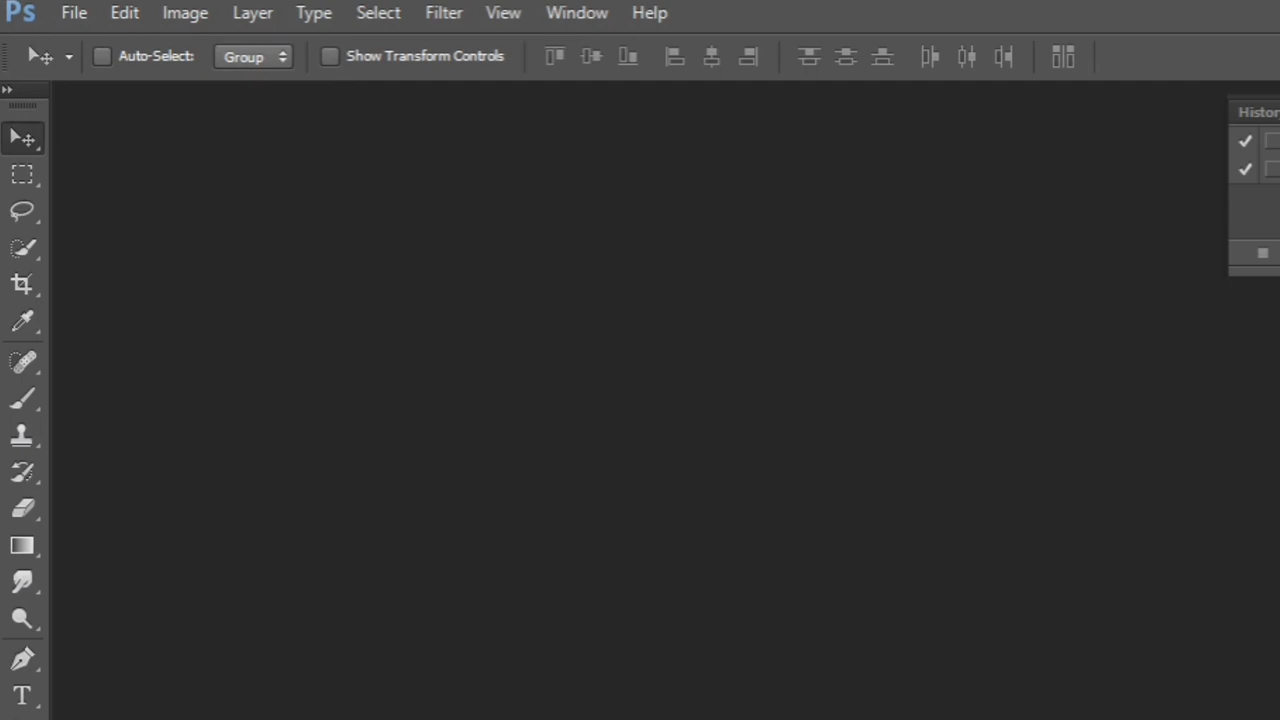 Ps File Edit Image Layer Type Select Filter View Window Help
Auto-Select: Group Show Transform Controls
Histor
T